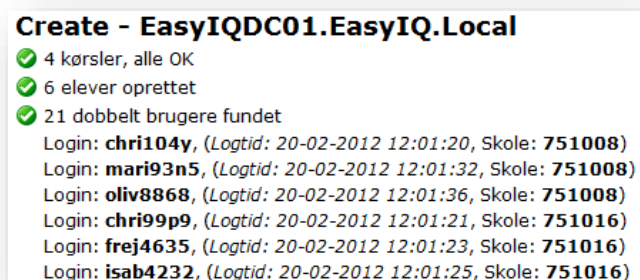 Create - EasyIQDC01.EasyIQ.Local
4 kørsler, alle OK
6 elever oprettet
21 dobbelt brugere fundet
Login: chri104y, (Logtid: 20-02-2012 12:01:20, Skole: 751008)
Login: mari93n5, (Logtid: 20-02-2012 12:01:32, Skole: 751008)
Login: oliv8868, (Logtid: 20-02-2012 12:01:36, Skole: 751008)
Login: chri99p9, (Logtid: 20-02-2012 12:01:21, Skole: 751016)
Login: frej4635, (Logtid: 20-02-2012 12:01:23, Skole: 751016)
Login: isab4232, (Logtid: 20-02-2012 12:01:25, Skole: 751016)